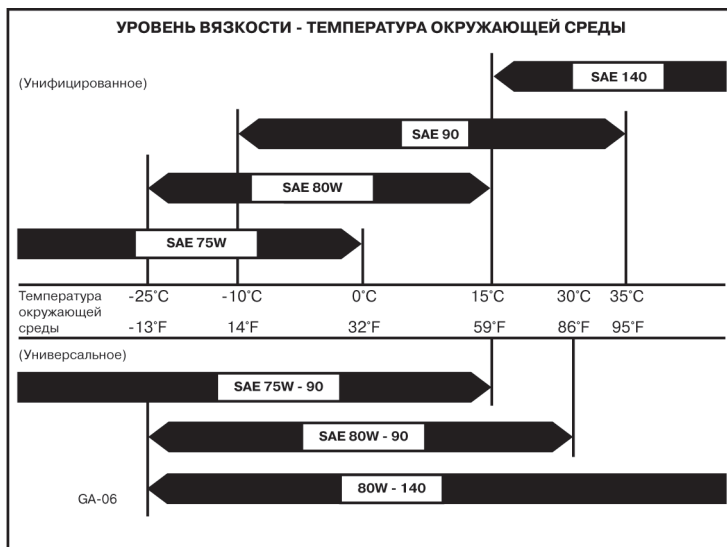 УРОВЕНЬ ВЯЗКОСТИ - ТЕМПЕРАТУРА ОКРУЖАЮЩЕЙ СРЕДЫ
(Унифицированное)
SAE 140
SAE 90
SAE 80W
SAE 75W
Температура окружающей среды
-25°C -10°C 0°C 15°C 30°C 35°C
-13°F 14°F 32°F 59°F 86°F 95°F
(Универсальное)
SAE 75W - 90
SAE 80W - 90
80W - 140
GA-06